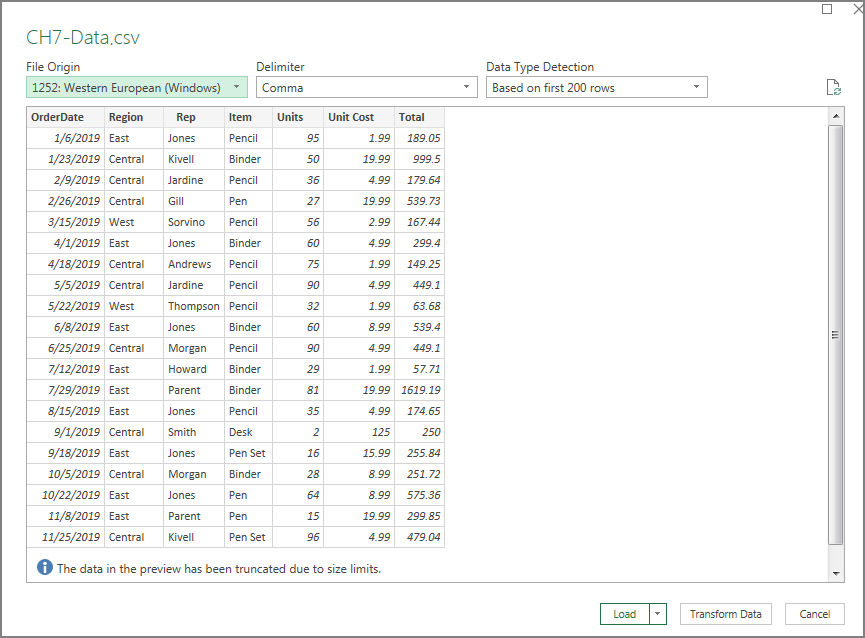 CH7-Data.csv
File Origin Delimiter Data Type Detection
1252: Western European (Windows) Comma Based on first 200 rows
OrderDate Region Rep Item Units Unit Cost Total
1/6/2019 East Jones Pencil 95 1.99 189.05
1/23/2019 Central Kivell Binder 50 19.99 999.5
2/9/2019 Central Jardine Pencil 36 4.99 179.64
2/26/2019 Central Gill Pen 27 19.99 539.73
3/15/2019 West Sorvino Pencil 56 2.99 167.44
4/1/2019 East Jones Binder 60 4.99 299.4
4/18/2019 Central Andrews Pencil 75 1.99 149.25
5/5/2019 Central Jardine Pencil 90 4.99 449.1
5/22/2019 West Thompson Pencil 32 1.99 63.68
6/8/2019 East Jones Binder 60 8.99 539.4
6/25/2019 Central Morgan Pencil 90 4.99 449.1
7/12/2019 East Howard Binder 29 1.99 57.71
7/29/2019 East Parent Binder 81 19.99 1619.19
8/15/2019 East Jones Pencil 35 4.99 174.65
9/1/2019 Central Smith Desk 2 125 250
9/18/2019 East Jones Pen Set 16 15.99 255.84
10/5/2019 Central Morgan Binder 28 8.99 251.72
10/22/2019 East Jones Pen 64 8.99 575.36
11/8/2019 East Parent Pen 15 19.99 299.85
11/25/2019 Central Kivell Pen Set 96 4.99 479.04
The data in the preview has been truncated due to size limits.
Load Transform Data Cancel